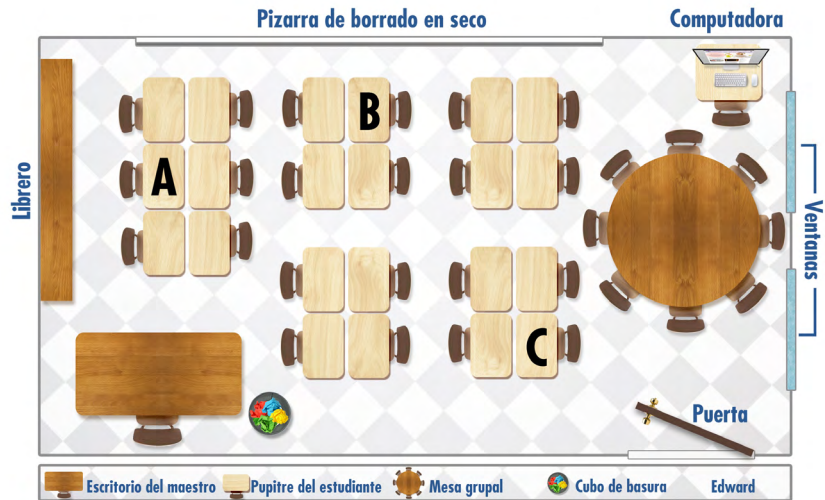 Pizarra de borrado en seco
Computadora
B
A
Librero
Ventanas
C
Puerta
Escritorio del maestro
Pupitre del estudiante
Mesa grupal
Cubo de basura
Edward